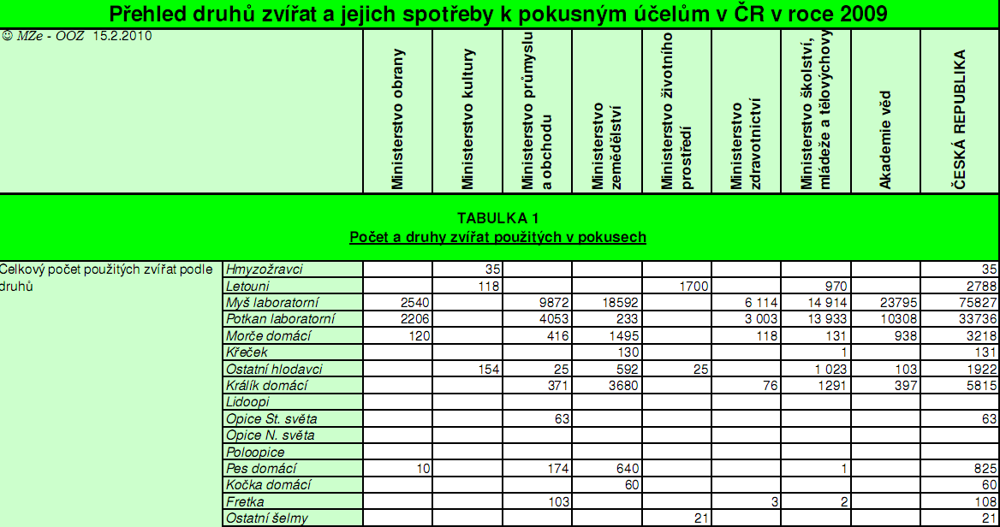 Přehled druhů zvířat a jejich spotřeby k pokusným účelům v ČR v roce 2009
☺ MZe - OOZ 15.2.2010
Ministerstvo obrany
Ministerstvo kultury
Ministerstvo průmyslu
a obchodu
Ministerstvo
zemědělství
Ministerstvo životního
prostředí
Ministerstvo
zdravotnictví
Ministerstvo školství,
mládeže a tělovýchovy
Akademie věd
ČESKÁ REPUBLIKA
TABULKA 1
Počet a druhy zvířat použitých v pokusech
Celkový počet použitých zvířat podle
druhů
Hmyzožravci 35 35
Letouni 118 1700 970 2788
Myš laboratorní 2540 9872 18592 6 114 14 914 23795 75827
Potkan laboratorní 2206 4053 233 3 003 13 933 10308 33736
Morče domácí 120 416 1495 118 131 938 3218
Křeček 130 1 131
Ostatní hlodavci 154 25 592 25 1 023 103 1922
Králík domácí 371 3680 76 1291 397 5815
Lidoopi
Opice St. světa 63 63
Opice N. světa
Poloopice
Pes domácí 10 174 640 1 825
Kočka domácí 60 60
Fretka 103 3 2 108
Ostatní šelmy 21 21